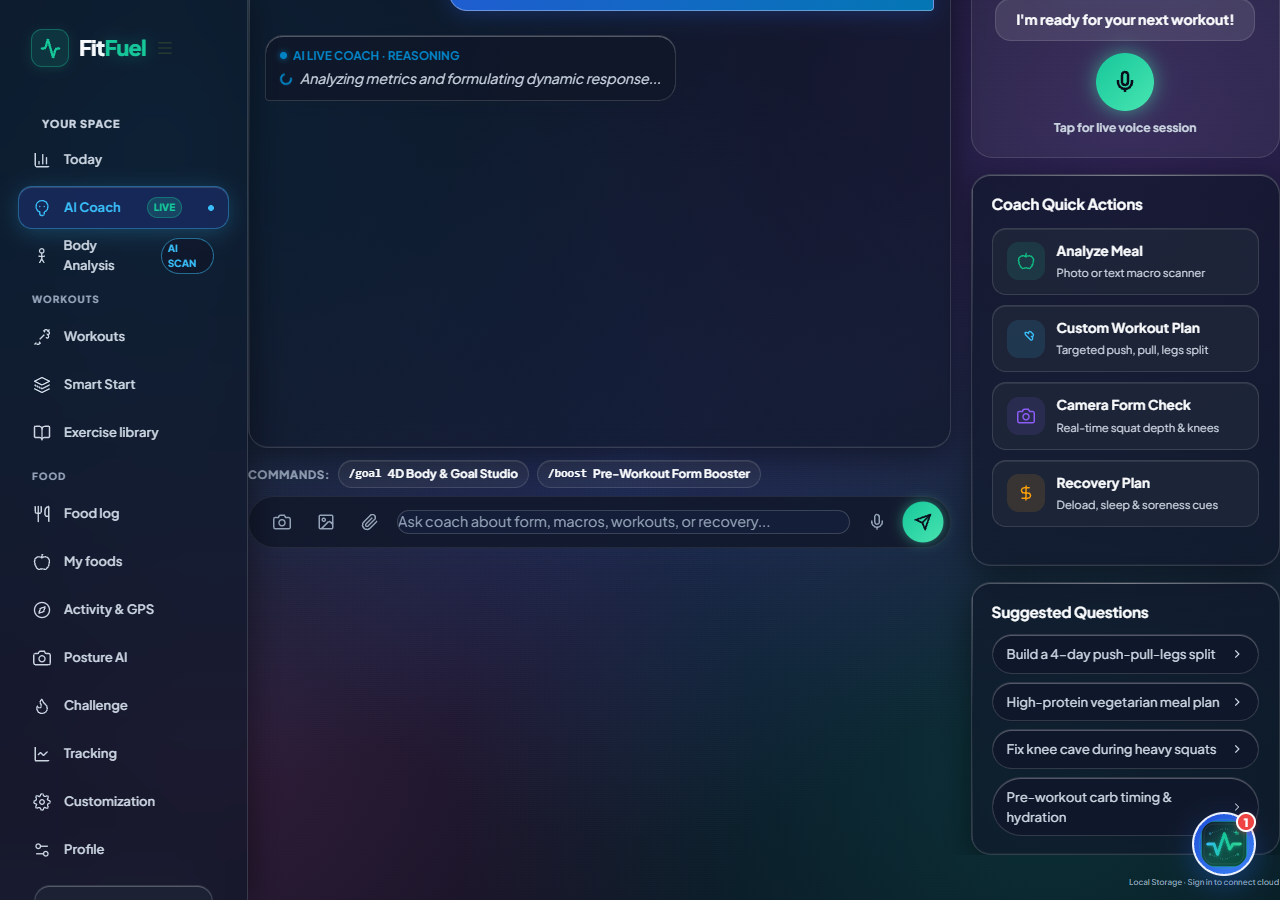 FitFuel
YOUR SPACE
Today
AI Coach LIVE
Body Analysis AI SCAN
WORKOUTS
Workouts
Smart Start
Exercise library
FOOD
Food log
My foods
Activity & GPS
Posture AI
Challenge
Tracking
Customization
Profile
AI LIVE COACH · REASONING
Analyzing metrics and formulating dynamic response...
COMMANDS: /goal 4D Body & Goal Studio /boost Pre-Workout Form Booster
Ask coach about form, macros, workouts, or recovery...
I'm ready for your next workout!
Tap for live voice session
Coach Quick Actions
Analyze Meal
Photo or text macro scanner
Custom Workout Plan
Targeted push, pull, legs split
Camera Form Check
Real-time squat depth & knees
Recovery Plan
Deload, sleep & soreness cues
Suggested Questions
Build a 4-day push-pull-legs split
High-protein vegetarian meal plan
Fix knee cave during heavy squats
Pre-workout carb timing &
hydration
1
Local Storage · Sign in to connect cloud